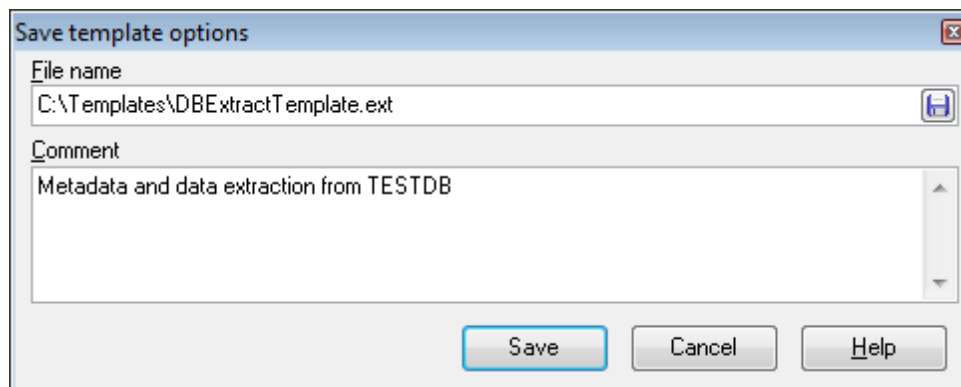 Save template options
File name
C:\Templates\DBExtractTemplate.ext
Comment
Metadata and data extraction from TESTDB
Save Cancel Help